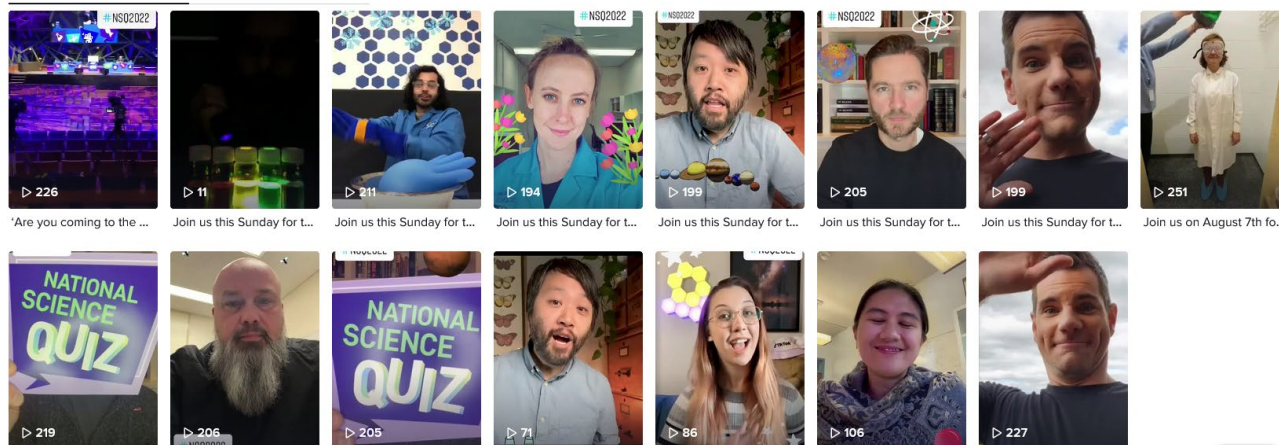 #NSQ2022
#NSQ2022
#NSQ2022
#NSQ2022
226
11
211
194
199
205
199
251
'Are you coming to the ...
Join us this Sunday for t...
Join us this Sunday for t...
Join us this Sunday for t...
Join us this Sunday for t...
Join us this Sunday for t...
Join us this Sunday for t...
Join us on August 7th fo...
#NSQ2022
#NSQ2022
NATIONAL
SCIENCE
QUIZ
NATIONAL
SCIENCE
QUIZ
219
206
205
71
86
106
227
#NSQ2022